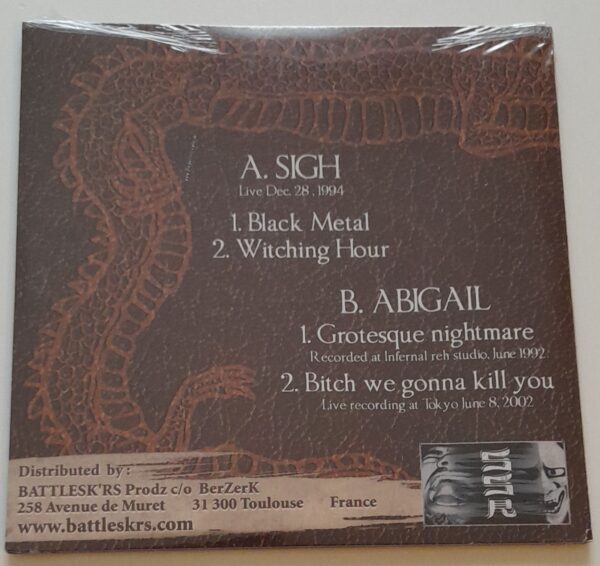 A. SIGH
Live Dec. 28, 1994
1. Black Metal
2. Witching Hour
B. ABIGAIL
1. Grotesque nightmare
Recorded at Infernal reh studio, June 1992
2. Bitch we gonna kill you
Live recording at Tokyo June 8, 2002
Distributed by:
BATTLESK'RS Prodz c/o BerZerK
258 Avenue de Muret 31 300 Toulouse France
www.battleskrs.com